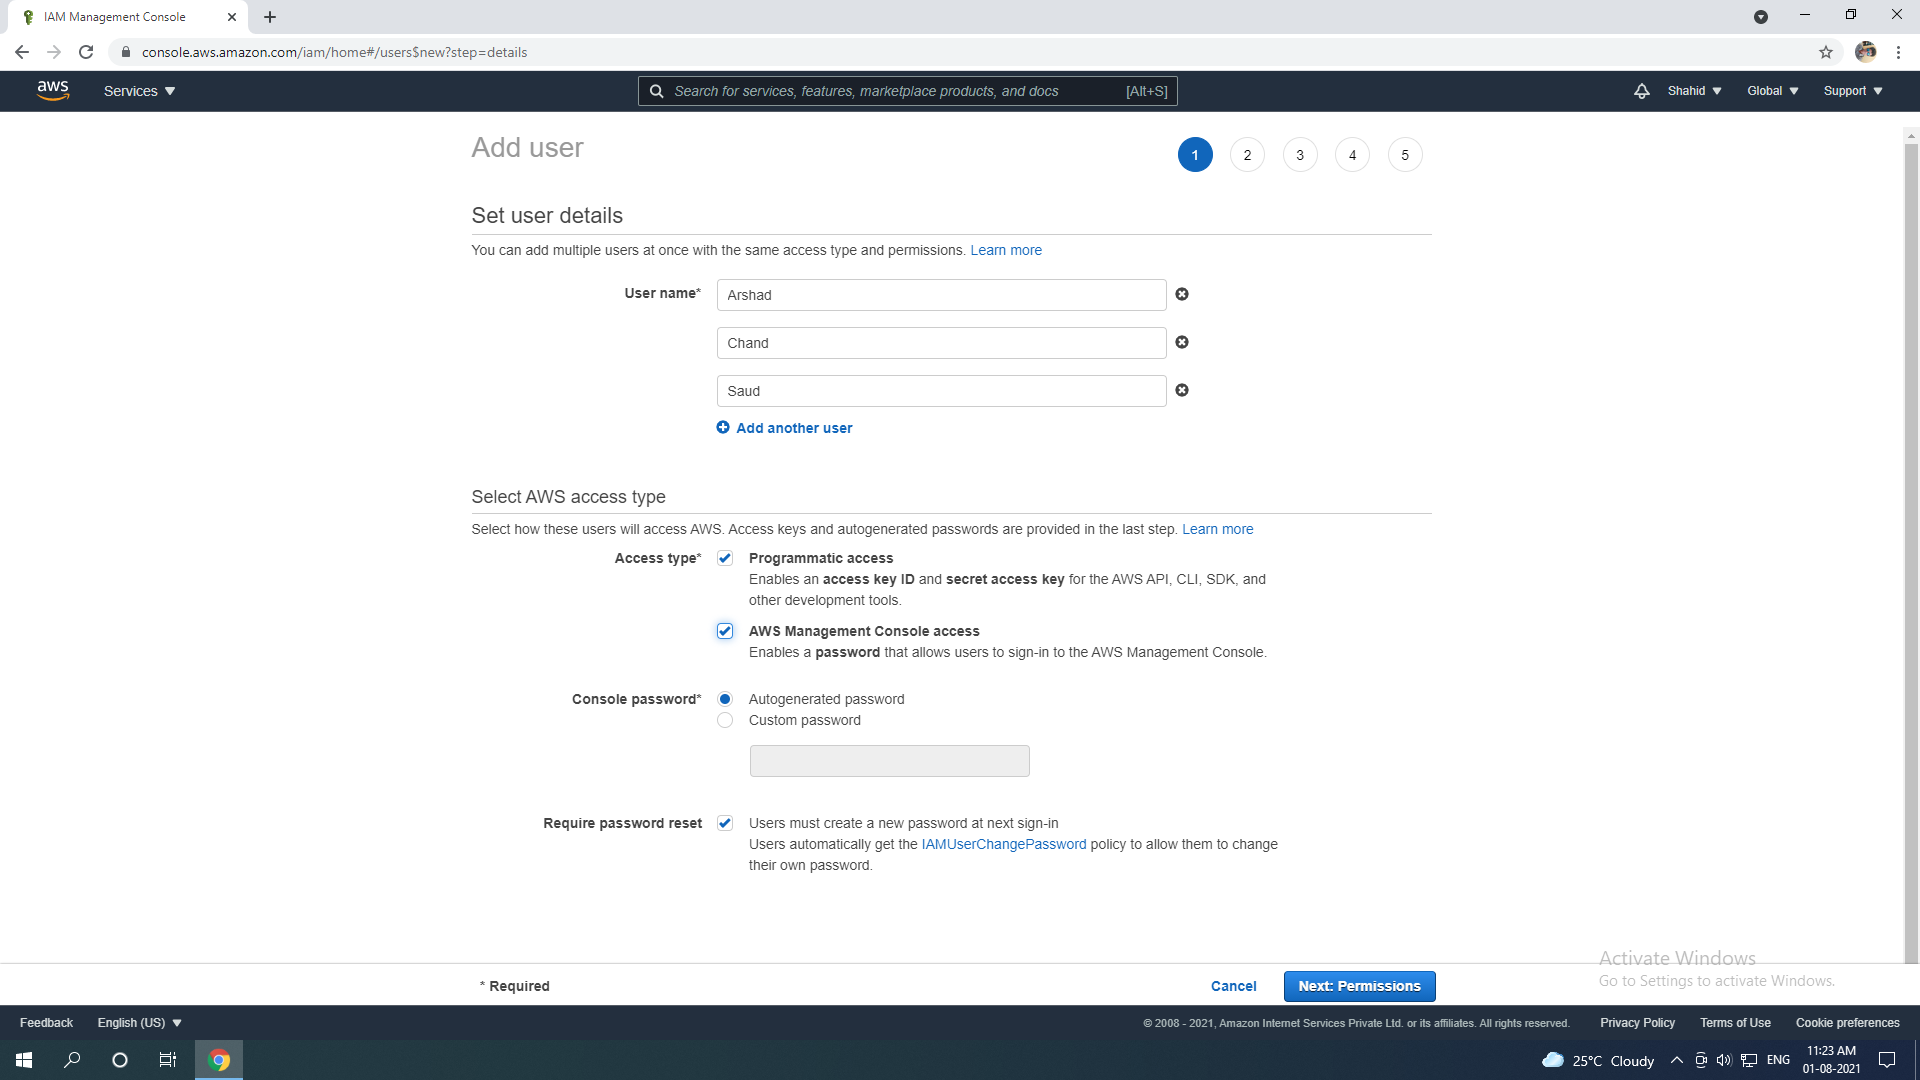 IAM Management Console
console.aws.amazon.com/iam/home#/users$new?step=details
aws
Services
Search for services, features, marketplace products, and docs
[Alt+S]
Shahid
Global
Support
Add user
1
2
3
4
5
Set user details
You can add multiple users at once with the same access type and permissions. Learn more
User name*
Arshad
Chand
Saud
Add another user
Select AWS access type
Select how these users will access AWS. Access keys and autogenerated passwords are provided in the last step. Learn more
Access type*
Programmatic access
Enables an access key ID and secret access key for the AWS API, CLI, SDK, and
other development tools.
AWS Management Console access
Enables a password that allows users to sign-in to the AWS Management Console.
Console password*
Autogenerated password
Custom password
Require password reset
Users must create a new password at next sign-in
Users automatically get the IAMUserChangePassword policy to allow them to change
their own password.
Activate Windows
Go to Settings to activate Windows.
* Required
Cancel
Next: Permissions
Feedback
English (US)
© 2008 - 2021, Amazon Internet Services Private Ltd. or its affiliates. All rights reserved.
Privacy Policy
Terms of Use
Cookie preferences
25°C Cloudy
ENG
11:23 AM
01-08-2021